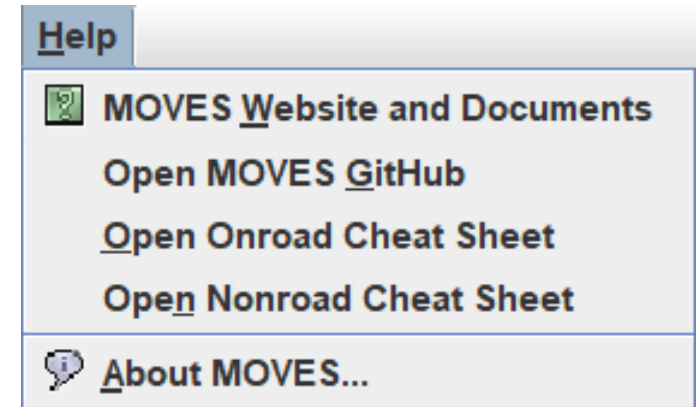 Help
MOVES Website and Documents
Open MOVES GitHub
Open Onroad Cheat Sheet
Open Nonroad Cheat Sheet
About MOVES...